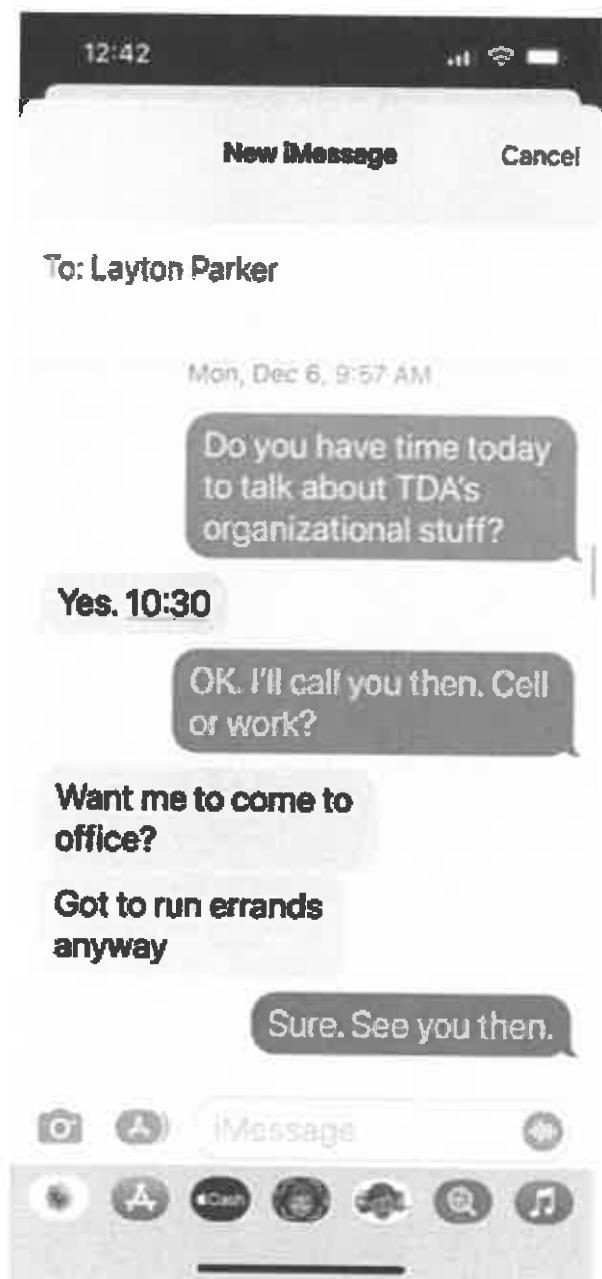 12:42
New iMessage
Cancel
To: Layton Parker
Mon, Dec 6, 9:57 AM
Do you have time today
to talk about TDA's
organizational stuff?
Yes. 10:30
OK. I'll call you then. Cell
or work?
Want me to come to
office?
Got to run errands
anyway
Sure. See you then.
iMessage
Cash